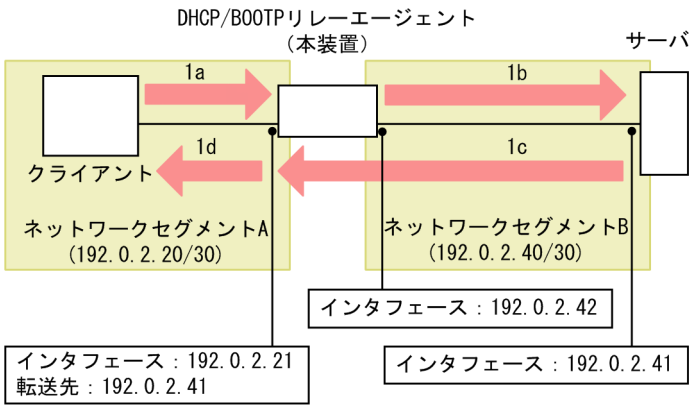 DHCP/BOOTPリレーエージェント
（本装置）
サーバ
1a
1b
1d
1c
クライアント
ネットワークセグメントA
(192.0.2.20/30)
ネットワークセグメントB
(192.0.2.40/30)
インタフェース：192.0.2.42
インタフェース：192.0.2.21
転送先：192.0.2.41
インタフェース：192.0.2.41